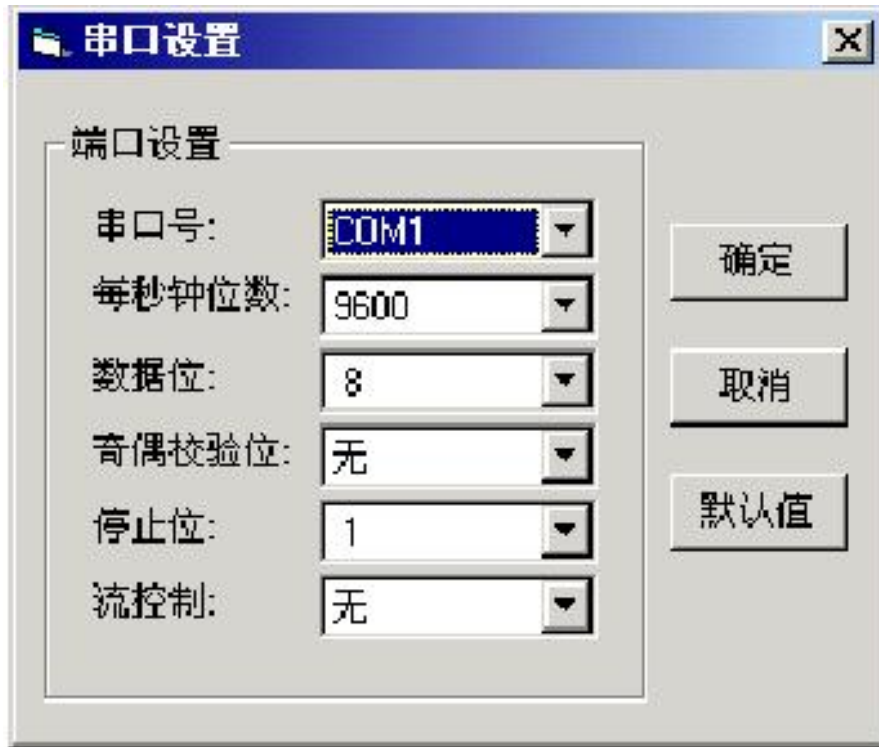 串口设置
端口设置
串口号: COM1
每秒钟位数: 9600
数据位: 8
奇偶校验位: 无
停止位: 1
流控制: 无
确定
取消
默认值